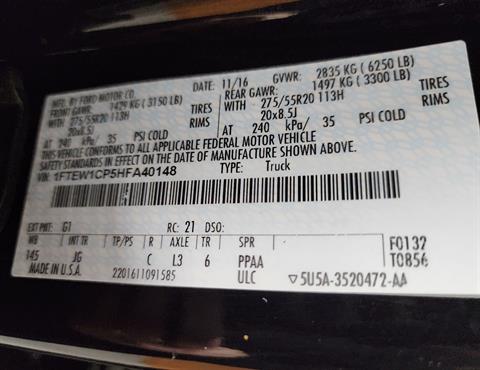 MFD. BY FORD MOTOR CO.
DATE: 11/16 GVWR: 2835 KG ( 6250 LB)
FRONT GAWR: 1429 KG ( 3150 LB) REAR GAWR: 1497 KG ( 3300 LB)
WITH 275/55R20 113H TIRES WITH 275/55R20 113H TIRES
20x8.5J RIMS 20x8.5J RIMS
AT 240 kPa/ 35 PSI COLD AT 240 kPa/ 35 PSI COLD
THIS VEHICLE CONFORMS TO ALL APPLICABLE FEDERAL MOTOR VEHICLE
SAFETY STANDARDS IN EFFECT ON THE DATE OF MANUFACTURE SHOWN ABOVE.
VIN: 1FTEW1CP5HFA40148 TYPE: Truck
EXT PNT: G1 RC: 21 DSO: F0132
WB INT TR TP/PS R AXLE TR SPR T0856
145 JG C L3 6 PPAA
MADE IN U.S.A. 2201611091585 ULC ▽5U5A-3520472-AA